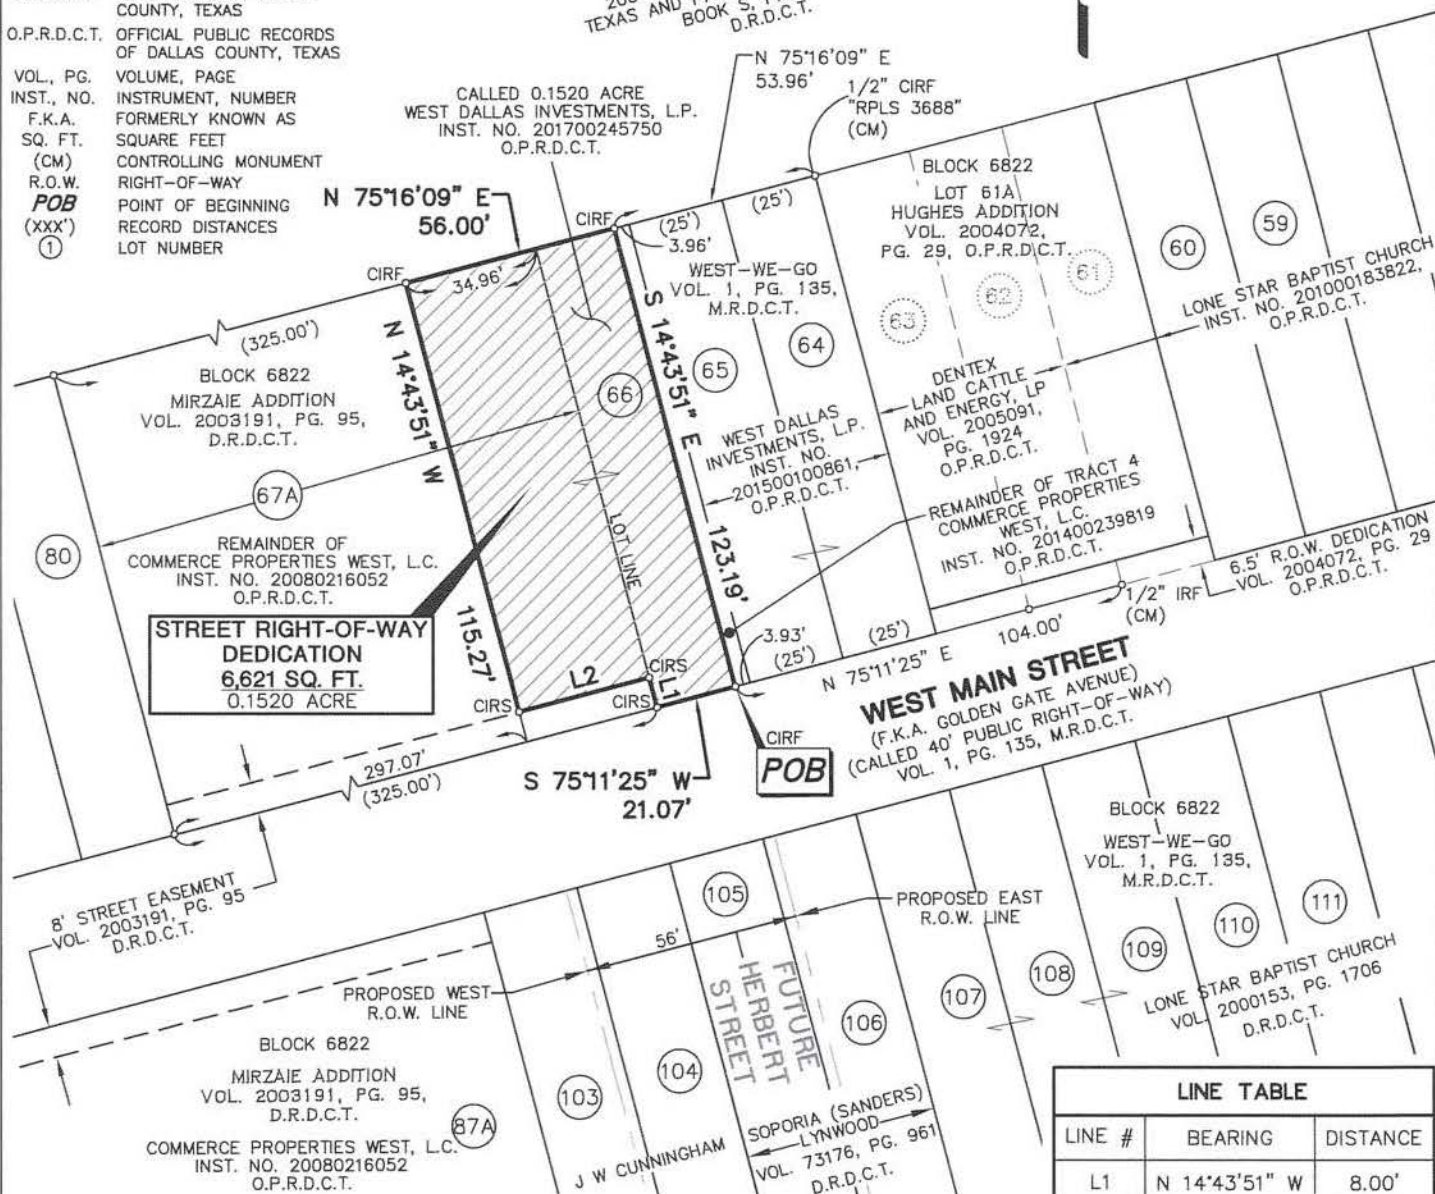 COUNTY, TEXAS
O.P.R.D.C.T. OFFICIAL PUBLIC RECORDS
OF DALLAS COUNTY, TEXAS
VOL., PG. VOLUME, PAGE
INST., NO. INSTRUMENT, NUMBER
F.K.A. FORMERLY KNOWN AS
SQ. FT. SQUARE FEET
(CM) CONTROLLING MONUMENT
R.O.W. RIGHT-OF-WAY
POB POINT OF BEGINNING
(XXX') RECORD DISTANCES
1 LOT NUMBER
TEXAS AND
BOOK S,
D.R.D.C.T.
CALLED 0.1520 ACRE
WEST DALLAS INVESTMENTS, L.P.
INST. NO. 201700245750
O.P.R.D.C.T.
N 75°16'09" E
53.96'
1/2" CIRF
"RPLS 3688"
(CM)
N 75°16'09" E
56.00'
CIRF
CIRF
34.96'
(25')
(25')
3.96'
BLOCK 6822
LOT 61A
HUGHES ADDITION
VOL. 2004072,
PG. 29, O.P.R.D.C.T.
WEST-WE-GO
VOL. 1, PG. 135,
M.R.D.C.T.
63
62
61
60
59
LONE STAR BAPTIST CHURCH
INST. NO. 201000183822,
O.P.R.D.C.T.
(325.00')
BLOCK 6822
MIRZAIE ADDITION
VOL. 2003191, PG. 95,
D.R.D.C.T.
N 14°43'51" W
115.27'
S 14°43'51" E
123.19'
66
65
64
LOT LINE
WEST DALLAS
INVESTMENTS, L.P.
INST. NO.
201500100861,
O.P.R.D.C.T.
DENTEX
LAND CATTLE
AND ENERGY, LP
VOL. 2005091,
PG. 1924
O.P.R.D.C.T.
REMAINDER OF TRACT 4
COMMERCE PROPERTIES
WEST, L.C.
INST. NO. 201400239819
O.P.R.D.C.T.
80
67A
REMAINDER OF
COMMERCE PROPERTIES WEST, L.C.
INST. NO. 20080216052
O.P.R.D.C.T.
STREET RIGHT-OF-WAY
DEDICATION
6,621 SQ. FT.
0.1520 ACRE
CIRS
L2
CIRS
L1
CIRS
3.93'
(25')
(25')
N 75°11'25" E
104.00'
1/2" IRF
(CM)
6.5' R.O.W. DEDICATION
VOL. 2004072, PG. 29
O.P.R.D.C.T.
WEST MAIN STREET
(F.K.A. GOLDEN GATE AVENUE)
(CALLED 40' PUBLIC RIGHT-OF-WAY)
VOL. 1, PG. 135, M.R.D.C.T.
CIRF
POB
S 75°11'25" W
21.07'
297.07'
(325.00')
8' STREET EASEMENT
VOL. 2003191, PG. 95
D.R.D.C.T.
BLOCK 6822
WEST-WE-GO
VOL. 1, PG. 135,
M.R.D.C.T.
PROPOSED EAST
R.O.W. LINE
56'
PROPOSED WEST
R.O.W. LINE
FUTURE
HERBERT
STREET
103
104
105
106
107
108
109
110
111
LONE STAR BAPTIST CHURCH
VOL. 2000153, PG. 1706
D.R.D.C.T.
BLOCK 6822
MIRZAIE ADDITION
VOL. 2003191, PG. 95,
D.R.D.C.T.
87A
COMMERCE PROPERTIES WEST, L.C.
INST. NO. 20080216052
O.P.R.D.C.T.
J W CUNNINGHAM
SOPORIA (SANDERS)
LYNWOOD
VOL. 73176, PG. 961
D.R.D.C.T.
LINE TABLE
LINE # BEARING DISTANCE
L1 N 14°43'51" W 8.00'